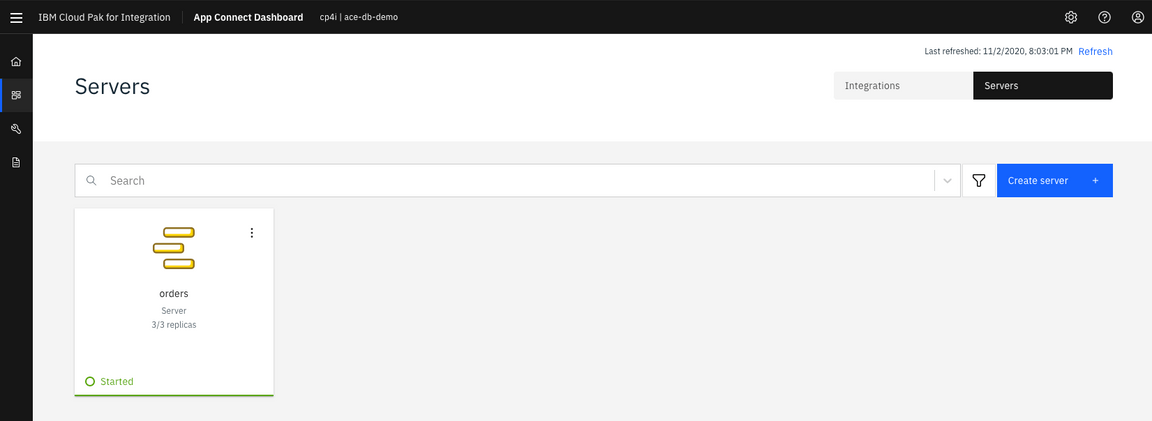 IBM Cloud Pak for Integration App Connect Dashboard cp4i | ace-db-demo
Last refreshed: 11/2/2020, 8:03:01 PM Refresh
Servers
Integrations
Servers
Search
Create server +
orders
Server
3/3 replicas
Started